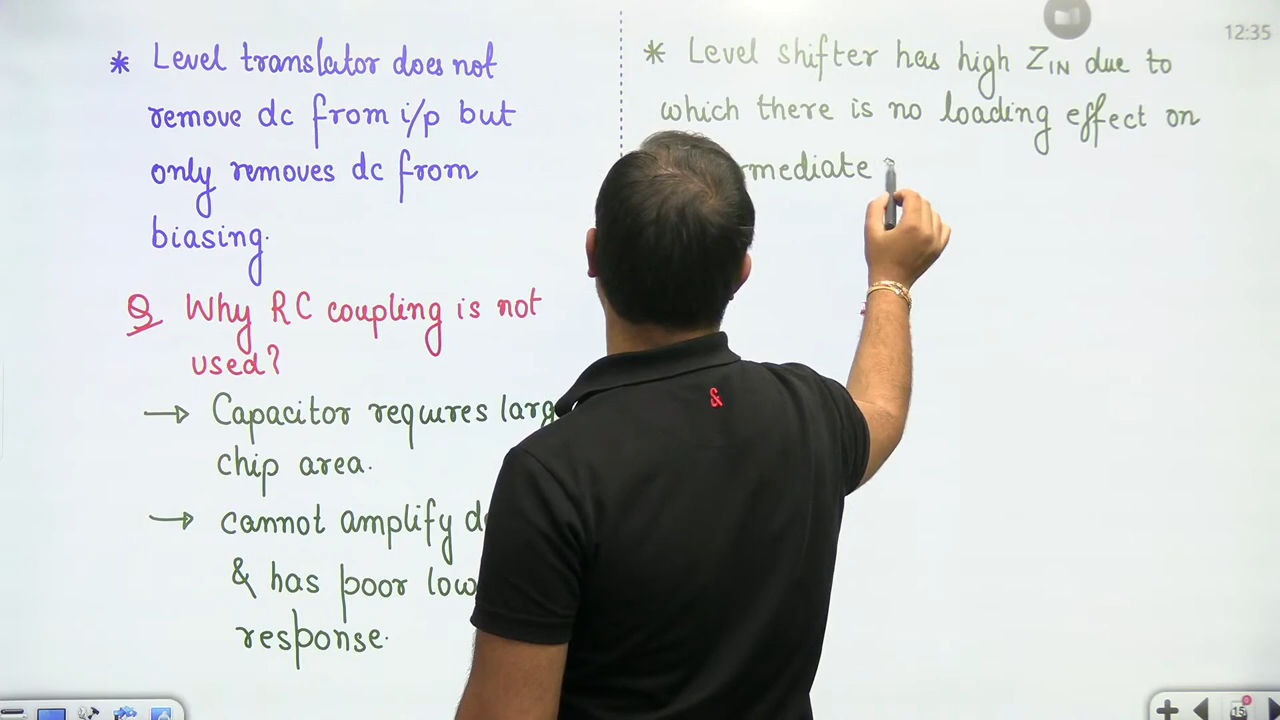 * Level translator does not
remove dc from i/p but
only removes dc from
biasing.
Q Why RC coupling is not
used?
→ Capacitor requires
chip area.
→ cannot amplify
& has poor low
response.
* Level shifter has high ZIN due to
which there is no loading effect on
12:35
&
15